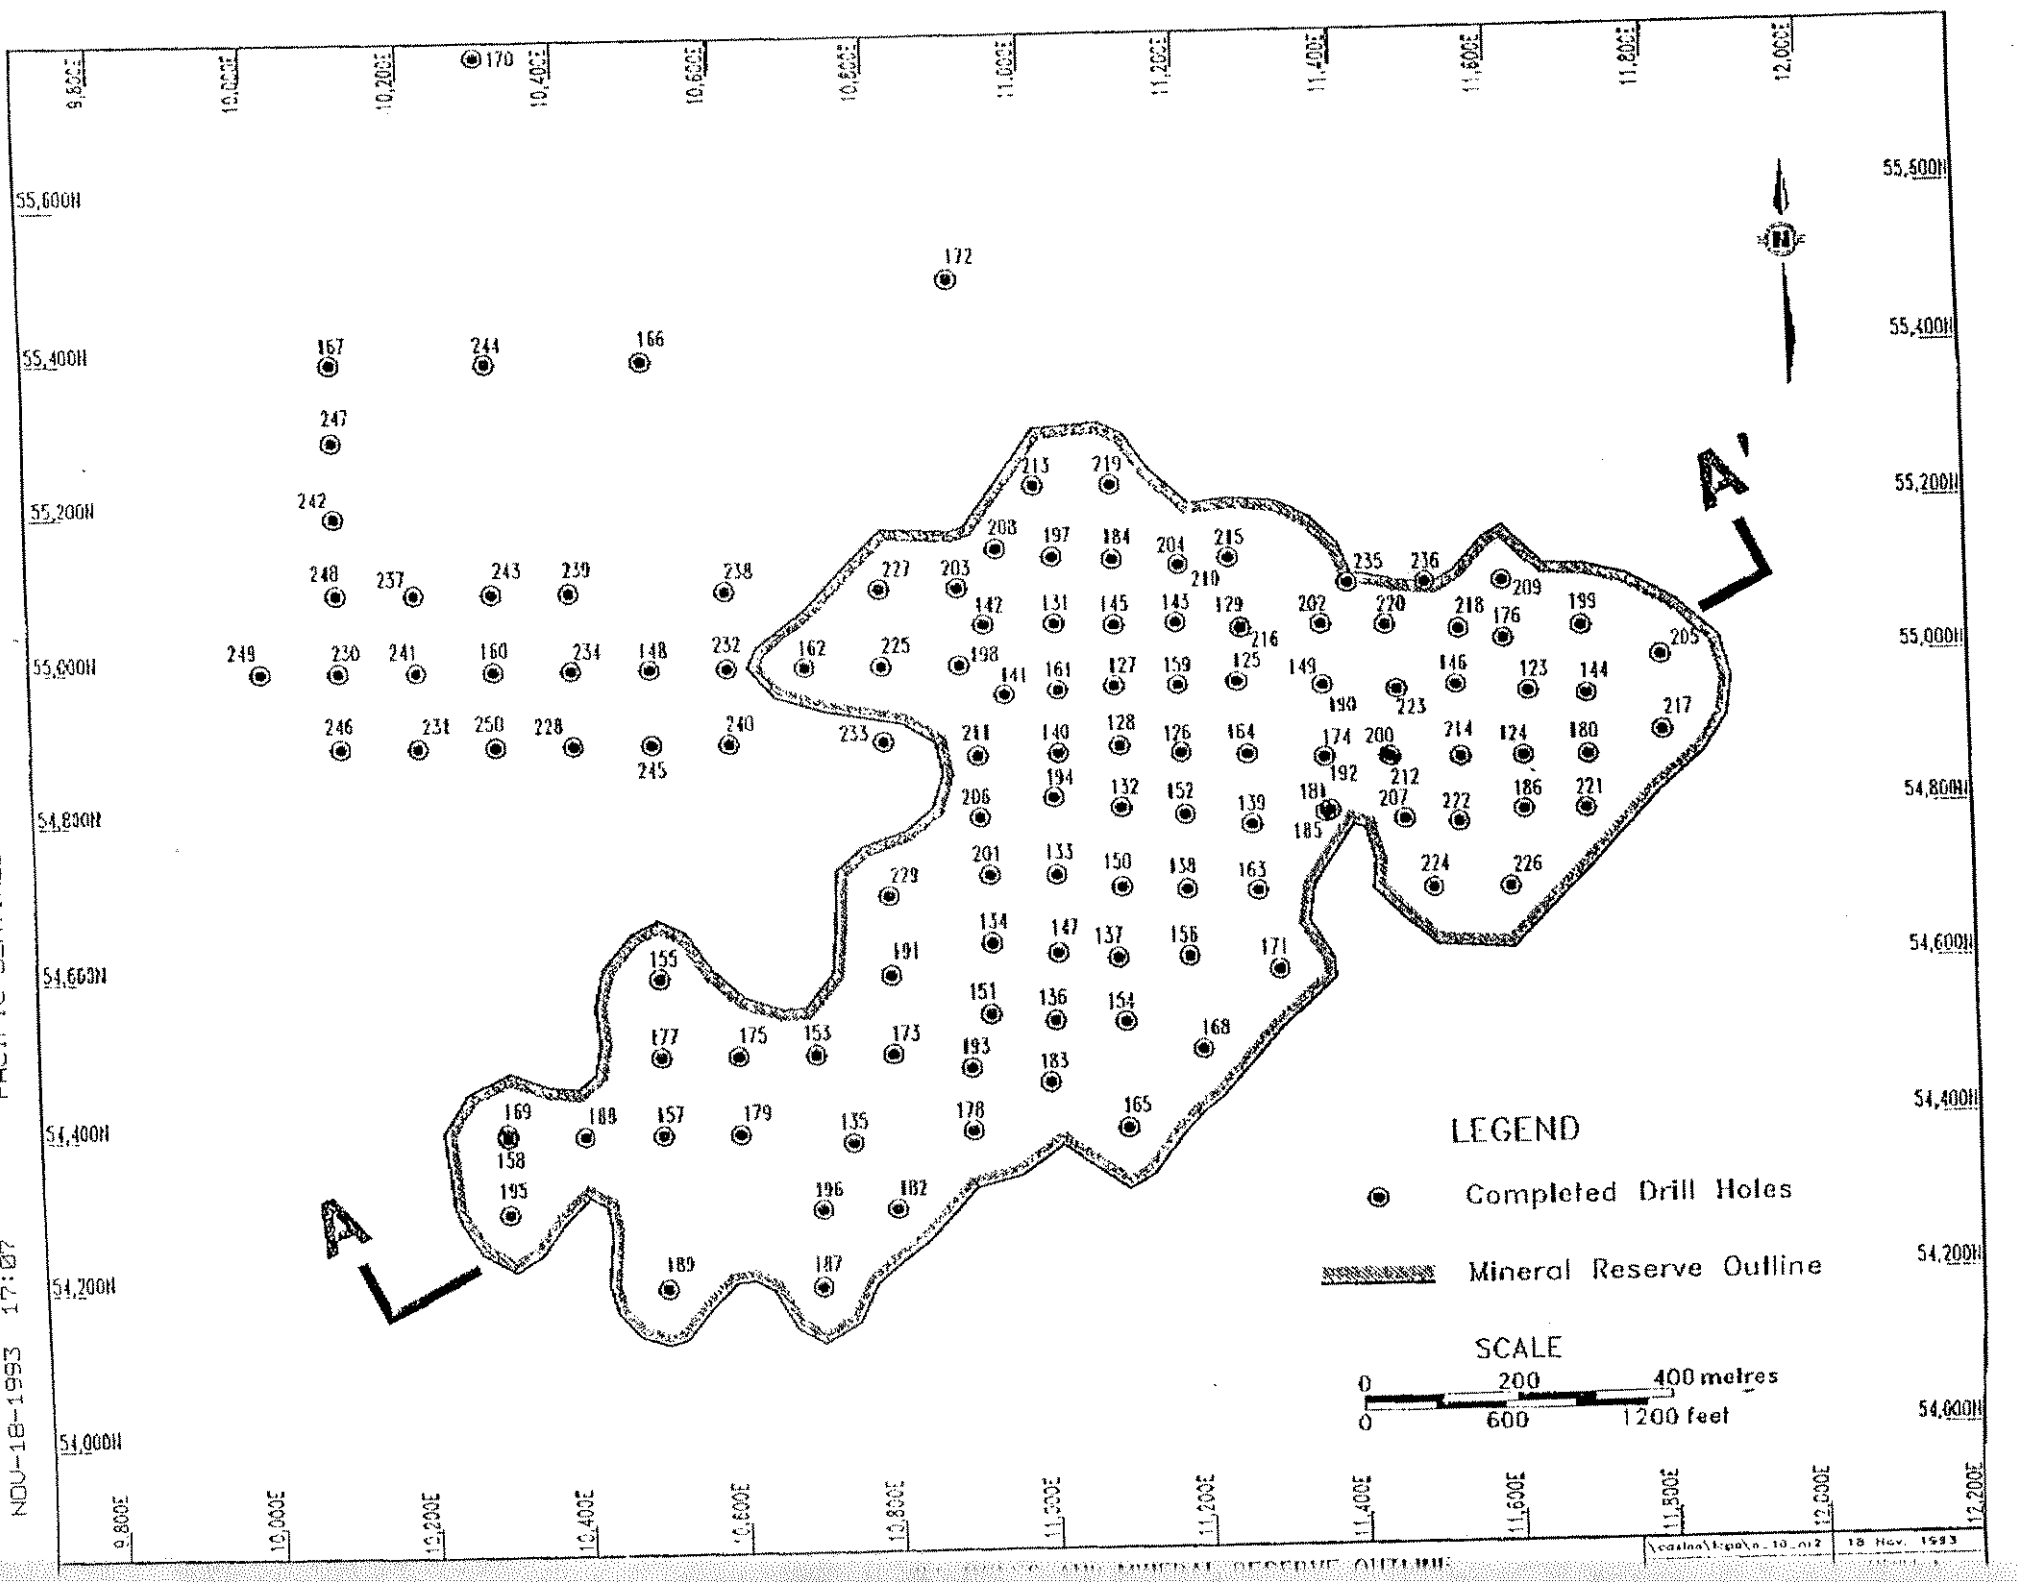 9,800E 10,000E 10,200E 10,400E 10,600E 10,800E 11,000E 11,200E 11,400E 11,600E 11,800E 12,000E
170
55,600N 55,600N
N
172
55,400N
167 244 166
55,400N
247
A'
213 219
55,200N
242
55,200N
208 197 184 204 215
235 236
248 237 243 239 238 227 203 210 209
142 131 145 143 129 202 220 218 176 199
55,000N
216 205
249 230 241 160 234 148 232 162 225 198
55,000N
141 161 127 159 125 149 146 123 144
190 223 217
246 231 250 228 240 233 211 140 128 126 164 174 200 214 124 180
245 194 192 212
54,800N
206 132 152 139 181 207 222 186 221
54,800N
185
201 133 150 138 163 224 226
229
134 147 137 156 171
54,600N
155 191
54,600N
151 136 154
177 175 153 173 193 168
183
54,400N
169 188 157 179 135 178 165
54,400N
LEGEND
158
195 196 182
Completed Drill Holes
A
54,200N
189 187
Mineral Reserve Outline
54,200N
SCALE
0 200 400 metres
0 600 1200 feet
54,000N
54,000N
9,800E 10,000E 10,200E 10,400E 10,600E 10,800E 11,000E 11,200E 11,400E 11,600E 11,800E 12,000E 12,200E
18 Nov. 1993
AND MINERAL RESERVE OUTLINE
NOV-18-1993 17:07